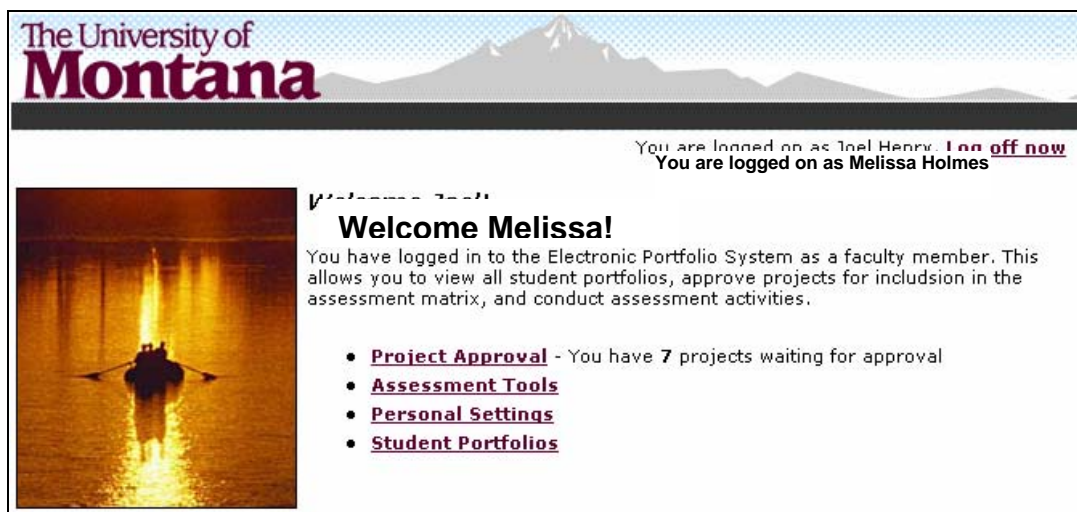 The University of
Montana
You are logged on as Joel Henry. Log off now
You are logged on as Melissa Holmes
Welcome Melissa!
You have logged in to the Electronic Portfolio System as a faculty member. This
allows you to view all student portfolios, approve projects for includsion in the
assessment matrix, and conduct assessment activities.
Project Approval - You have 7 projects waiting for approval
Assessment Tools
Personal Settings
Student Portfolios